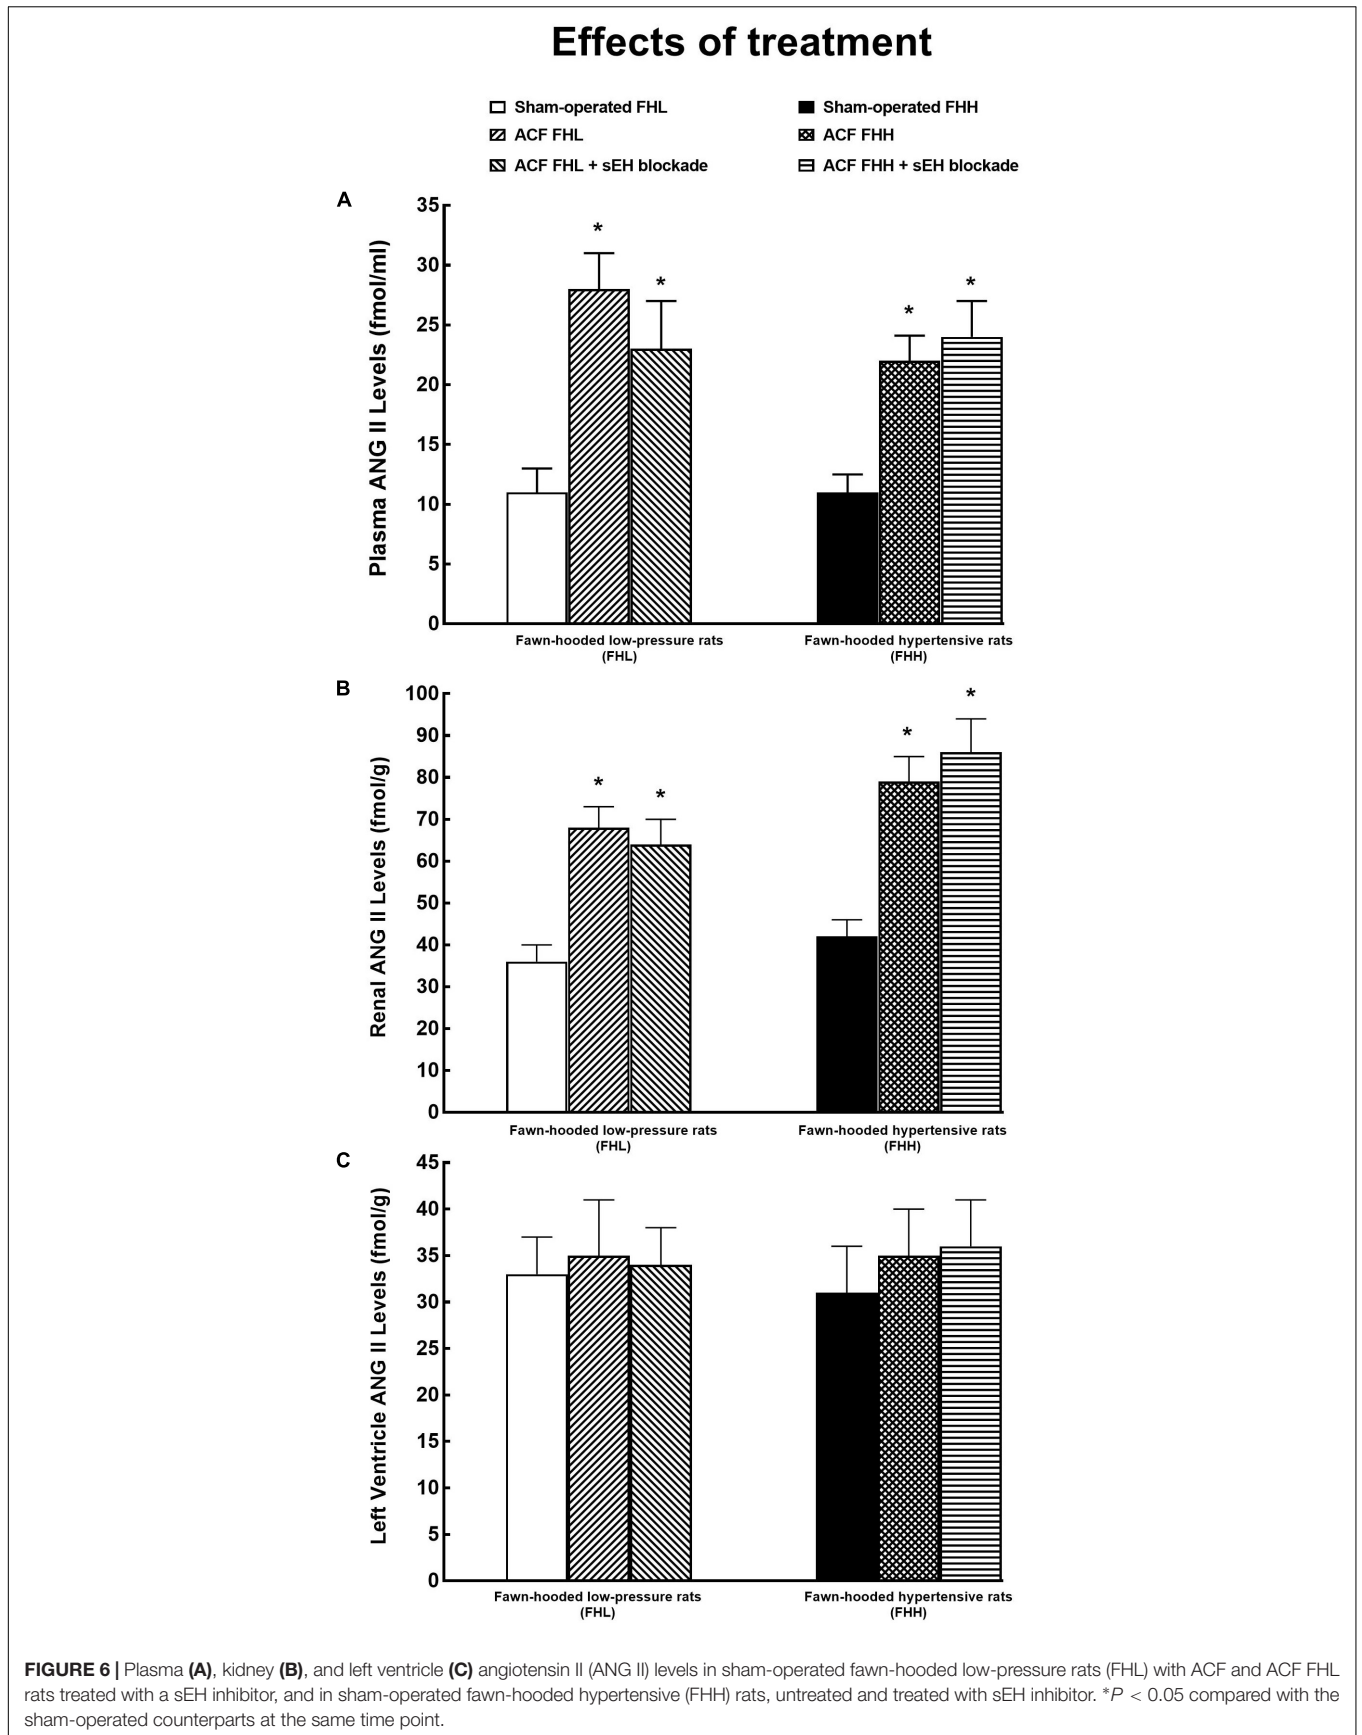 Effects of treatment
Sham-operated FHL
Sham-operated FHH
ACF FHL
ACF FHH
ACF FHL + sEH blockade
ACF FHH + sEH blockade
A
Plasma ANG II Levels (fmol/ml)
35
30
25
20
15
10
5
0
* * * *
Fawn-hooded low-pressure rats
(FHL)
Fawn-hooded hypertensive rats
(FHH)
B
Renal ANG II Levels (fmol/g)
100
90
80
70
60
50
40
30
20
10
0
* * * *
Fawn-hooded low-pressure rats
(FHL)
Fawn-hooded hypertensive rats
(FHH)
C
Left Ventricle ANG II Levels (fmol/g)
45
40
35
30
25
20
15
10
5
0
Fawn-hooded low-pressure rats
(FHL)
Fawn-hooded hypertensive rats
(FHH)
FIGURE 6 | Plasma (A), kidney (B), and left ventricle (C) angiotensin II (ANG II) levels in sham-operated fawn-hooded low-pressure rats (FHL) with ACF and ACF FHL
rats treated with a sEH inhibitor, and in sham-operated fawn-hooded hypertensive (FHH) rats, untreated and treated with sEH inhibitor. *P < 0.05 compared with the
sham-operated counterparts at the same time point.